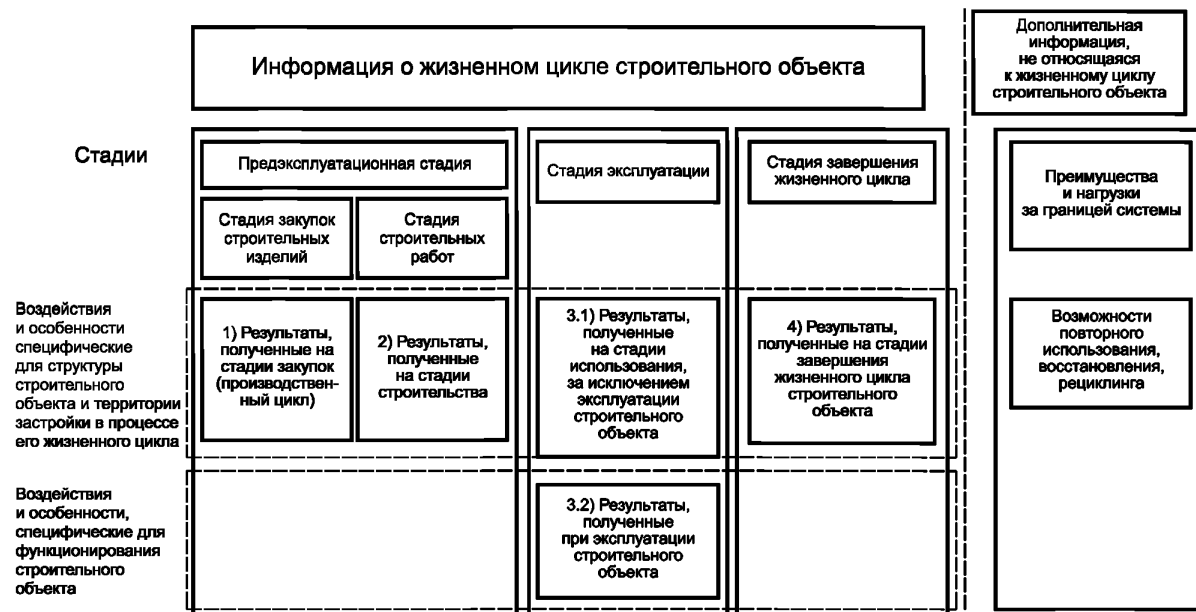 Информация о жизненном цикле строительного объекта
Дополнительная
информация,
не относящаяся
к жизненному циклу
строительного объекта
Стадии
Предэксплуатационная стадия
Стадия закупок
строительных
изделий
Стадия
строительных
работ
Стадия эксплуатации
Стадия завершения
жизненного цикла
Преимущества
и нагрузки
за границей системы
Воздействия
и особенности
специфические
для структуры
строительного
объекта и территории
застройки в процессе
его жизненного цикла
1) Результаты,
полученные на
стадии закупок
(производствен-
ный цикл)
2) Результаты,
полученные
на стадии
строительства
3.1) Результаты,
полученные
на стадии
использования,
за исключением
эксплуатации
строительного
объекта
4) Результаты,
полученные на стадии
завершения
жизненного цикла
строительного
объекта
Возможности
повторного
использования,
восстановления,
рециклинга
Воздействия
и особенности,
специфические для
функционирования
строительного
объекта
3.2) Результаты,
полученные
при эксплуатации
строительного
объекта